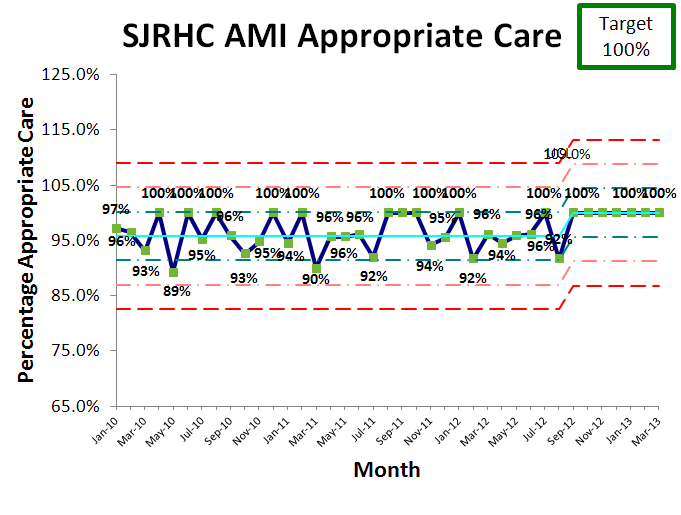 SJRHC AMI Appropriate Care
Target
100%
125.0%
115.0%
105.0%
95.0%
85.0%
75.0%
65.0%
Percentage Appropriate Care
109.0%
97%
100%
100%
100%
100%
100%
100%
100%
100%
100%
100%
100%
96%
96%
96%
96%
95%
96%
96%
92%
96%
93%
95%
93%
95%
94%
96%
94%
94%
96%
89%
90%
92%
92%
Jan-10
Mar-10
May-10
Jul-10
Sep-10
Nov-10
Jan-11
Mar-11
May-11
Jul-11
Sep-11
Nov-11
Jan-12
Mar-12
May-12
Jul-12
Sep-12
Nov-12
Jan-13
Mar-13
Month